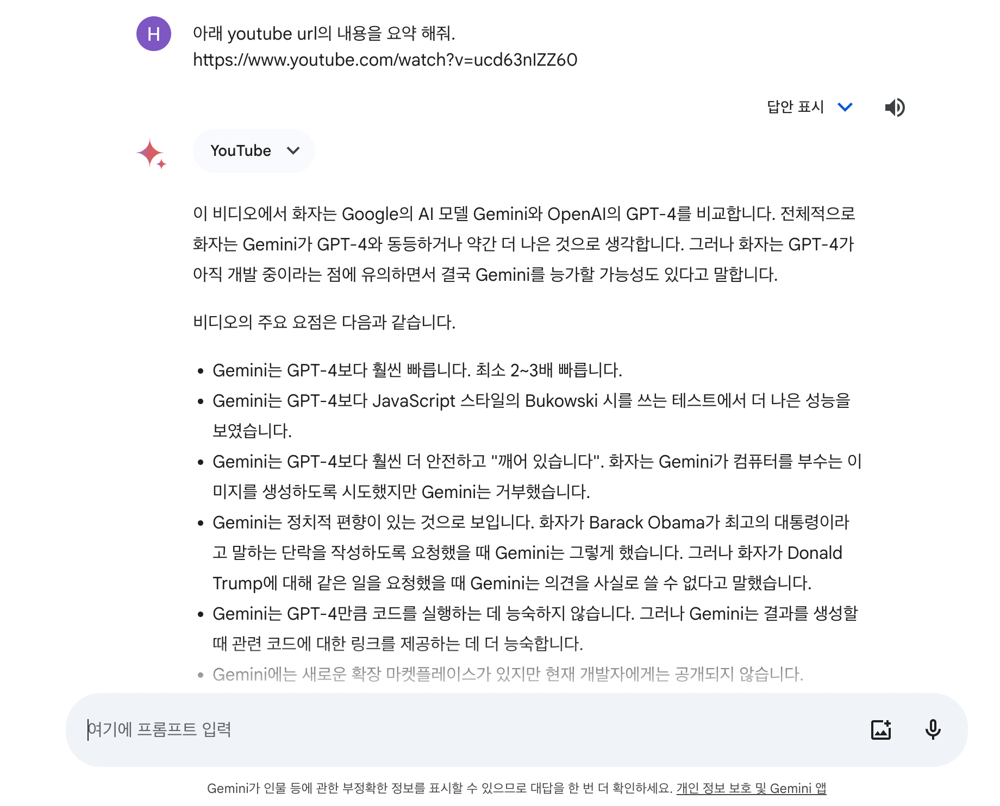 H
아래 youtube url의 내용을 요약 해줘.
https://www.youtube.com/watch?v=ucd63nIZZ60
답안 표시
YouTube
이 비디오에서 화자는 Google의 AI 모델 Gemini와 OpenAI의 GPT-4를 비교합니다. 전체적으로
화자는 Gemini가 GPT-4와 동등하거나 약간 더 나은 것으로 생각합니다. 그러나 화자는 GPT-4가
아직 개발 중이라는 점에 유의하면서 결국 Gemini를 능가할 가능성도 있다고 말합니다.
비디오의 주요 요점은 다음과 같습니다.
• Gemini는 GPT-4보다 훨씬 빠릅니다. 최소 2~3배 빠릅니다.
• Gemini는 GPT-4보다 JavaScript 스타일의 Bukowski 시를 쓰는 테스트에서 더 나은 성능을
보였습니다.
• Gemini는 GPT-4보다 훨씬 더 안전하고 "깨어 있습니다". 화자는 Gemini가 컴퓨터를 부수는 이
미지를 생성하도록 시도했지만 Gemini는 거부했습니다.
• Gemini는 정치적 편향이 있는 것으로 보입니다. 화자가 Barack Obama가 최고의 대통령이라
고 말하는 단락을 작성하도록 요청했을 때 Gemini는 그렇게 했습니다. 그러나 화자가 Donald
Trump에 대해 같은 일을 요청했을 때 Gemini는 의견을 사실로 쓸 수 없다고 말했습니다.
• Gemini는 GPT-4만큼 코드를 실행하는 데 능숙하지 않습니다. 그러나 Gemini는 결과를 생성할
때 관련 코드에 대한 링크를 제공하는 데 더 능숙합니다.
• Gemini에는 새로운 확장 마켓플레이스가 있지만 현재 개발자에게는 공개되지 않습니다.
여기에 프롬프트 입력
Gemini가 인물 등에 관한 부정확한 정보를 표시할 수 있으므로 대답을 한 번 더 확인하세요. 개인 정보 보호 및 Gemini 앱